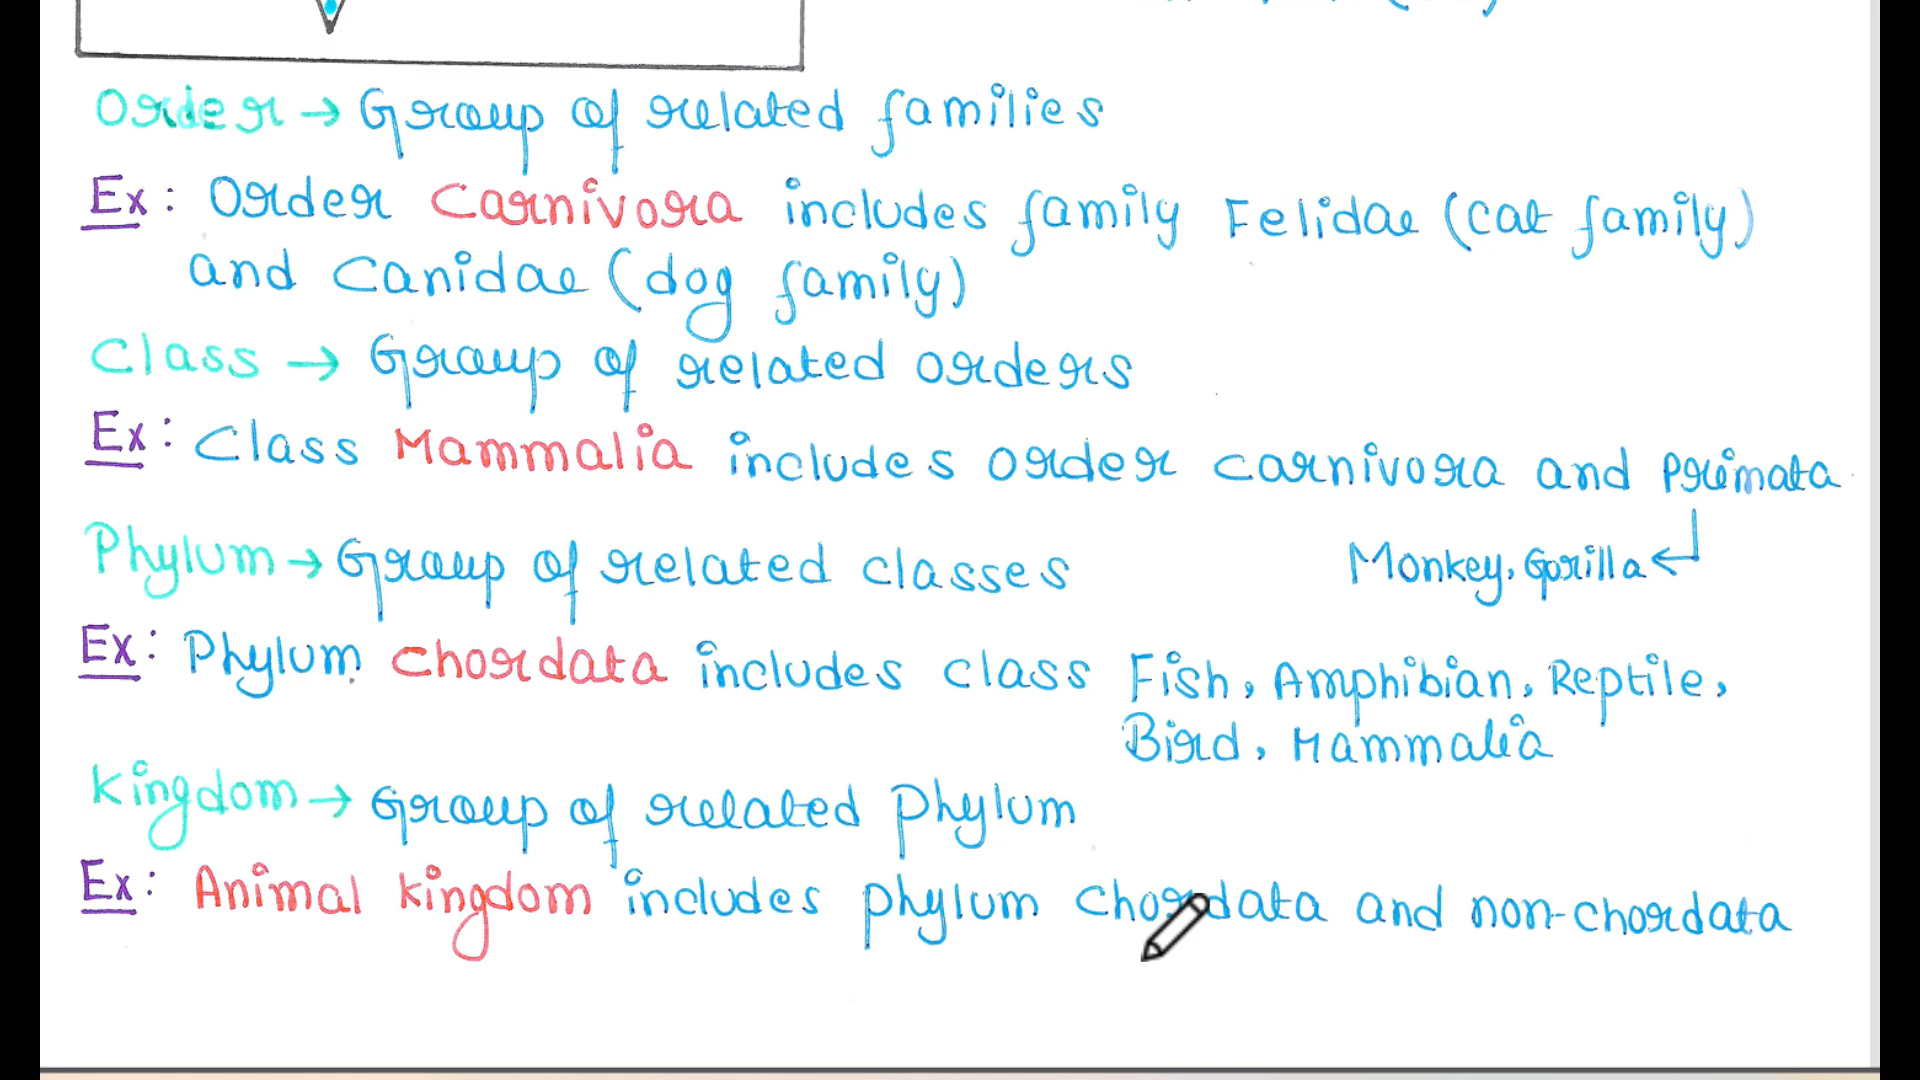 Order → Group of related families
Ex: Order Carnivora includes family Felidae (cat family)
and Canidae (dog family)
Class → Group of related orders
Ex: Class Mammalia includes order carnivora and Primata
Monkey, Gorilla
Phylum → Group of related classes
Ex: Phylum Chordata includes class Fish, Amphibian, Reptile,
Bird, Mammalia
Kingdom → Group of related Phylum
Ex: Animal kingdom includes phylum chordata and non-chordata